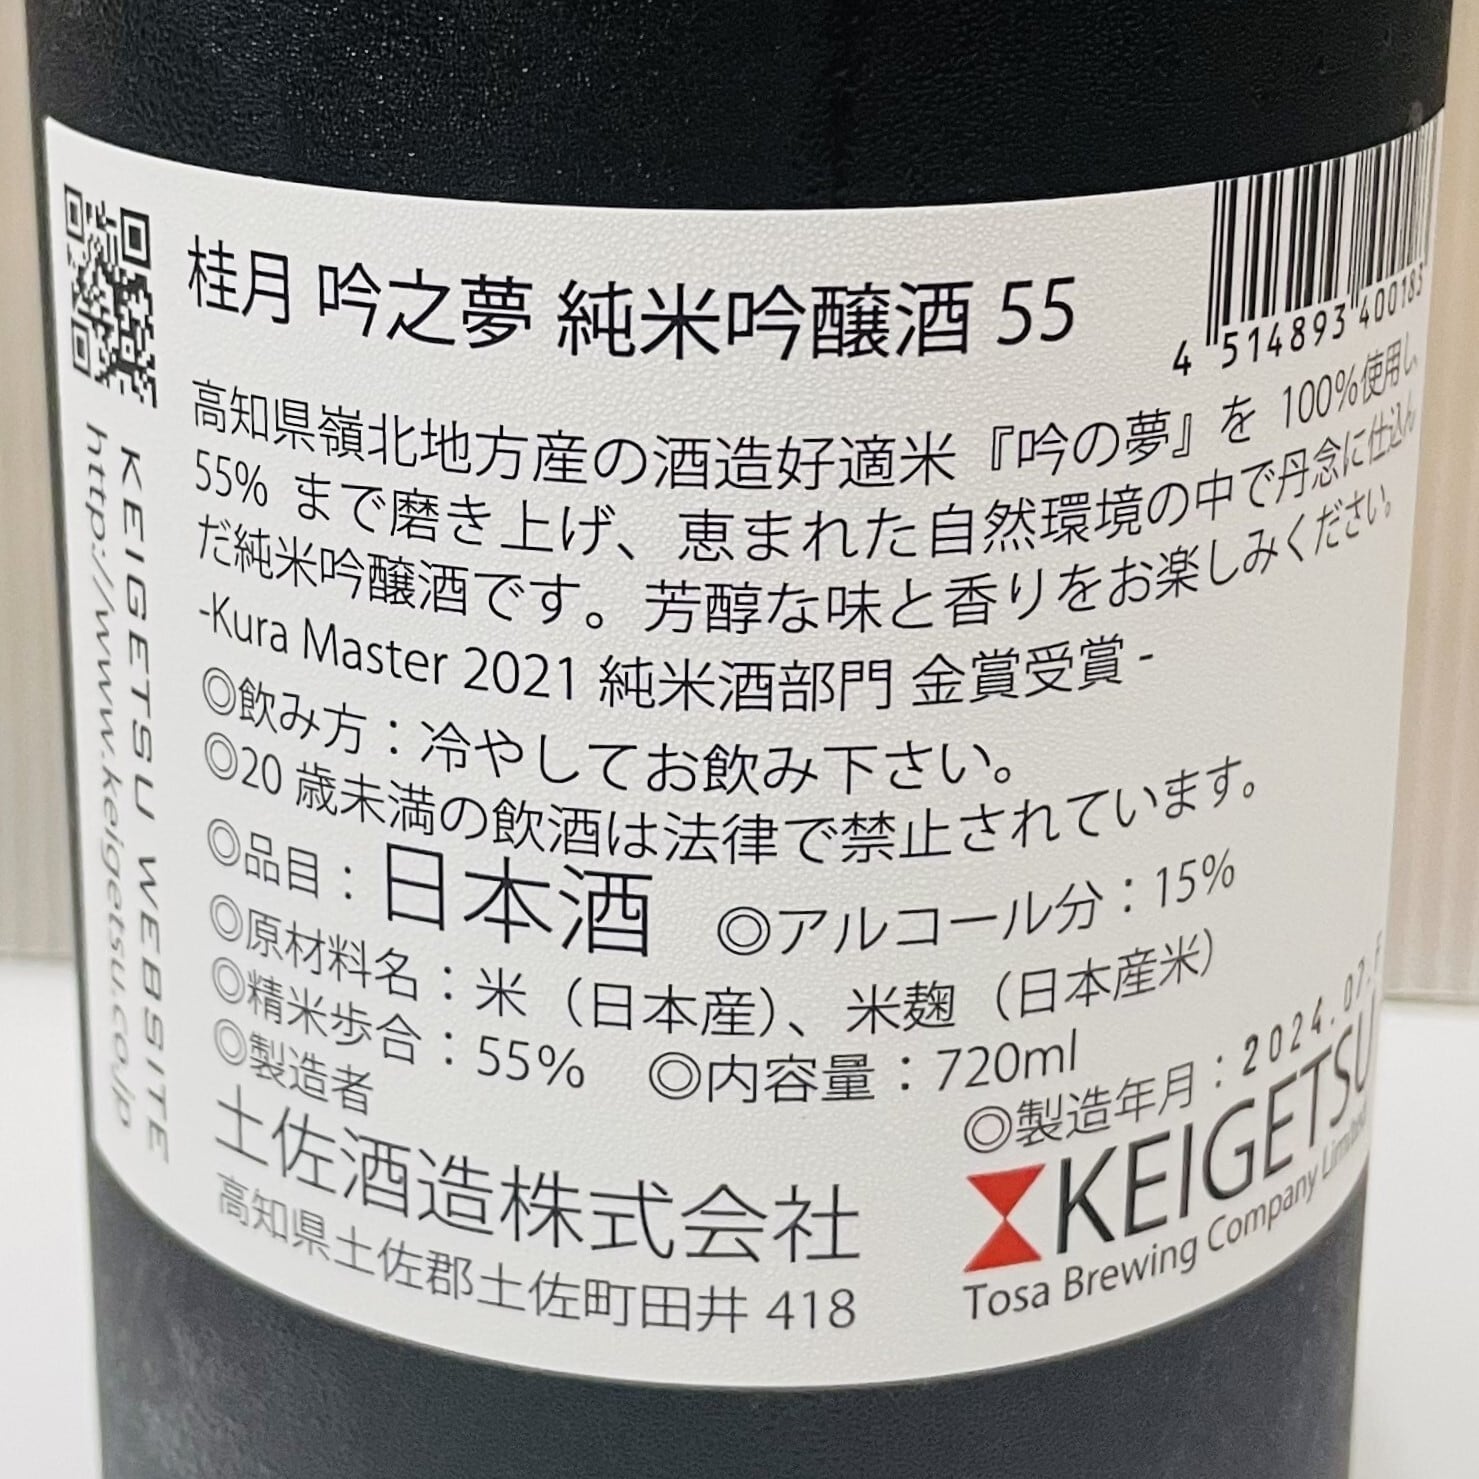 桂月 吟之夢 純米吟醸酒 55
4 514893 400183
高知県嶺北地方産の酒造好適米『吟の夢』を 100%使用し
55% まで磨き上げ、恵まれた自然環境の中で丹念に仕込ん
だ純米吟醸酒です。芳醇な味と香りをお楽しみください。
-Kura Master 2021 純米酒部門 金賞受賞 -
◎飲み方：冷やしてお飲み下さい。
◎20 歳未満の飲酒は法律で禁止されています。
◎品目：日本酒 ◎アルコール分：15%
◎原材料名：米（日本産）、米麹（日本産米）
◎精米歩合：55% ◎内容量：720ml
◎製造者 ◎製造年月：2024.07.
土佐酒造株式会社
高知県土佐郡土佐町田井 418
KEIGETSU
Tosa Brewing Company Limited
KEIGETSU WEBSITE
http://www.keigetsu.co.jp